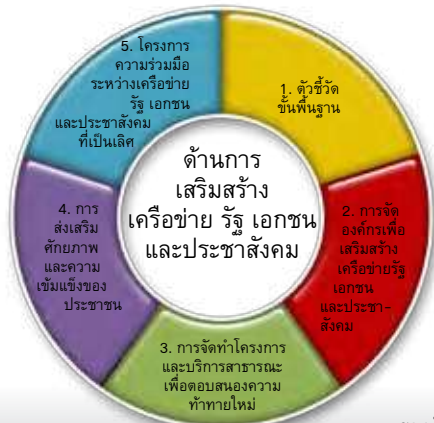 ด้านการ
เสริมสร้าง
เครือข่าย รัฐ เอกชน
และประชาสังคม
1. ตัวชี้วัด
ขั้นพื้นฐาน
2. การจัด
องค์กรเพื่อ
เสริมสร้าง
เครือข่ายรัฐ
เอกชน
และประชา-
สังคม
3. การจัดทำโครงการ
และบริการสาธารณะ
เพื่อตอบสนองความ
ท้าทายใหม่
4. การ
ส่งเสริม
ศักยภาพ
และความ
เข้มแข็งของ
ประชาชน
5. โครงการ
ความร่วมมือ
ระหว่างเครือข่าย
รัฐ เอกชน
และประชาสังคม
ที่เป็นเลิศ